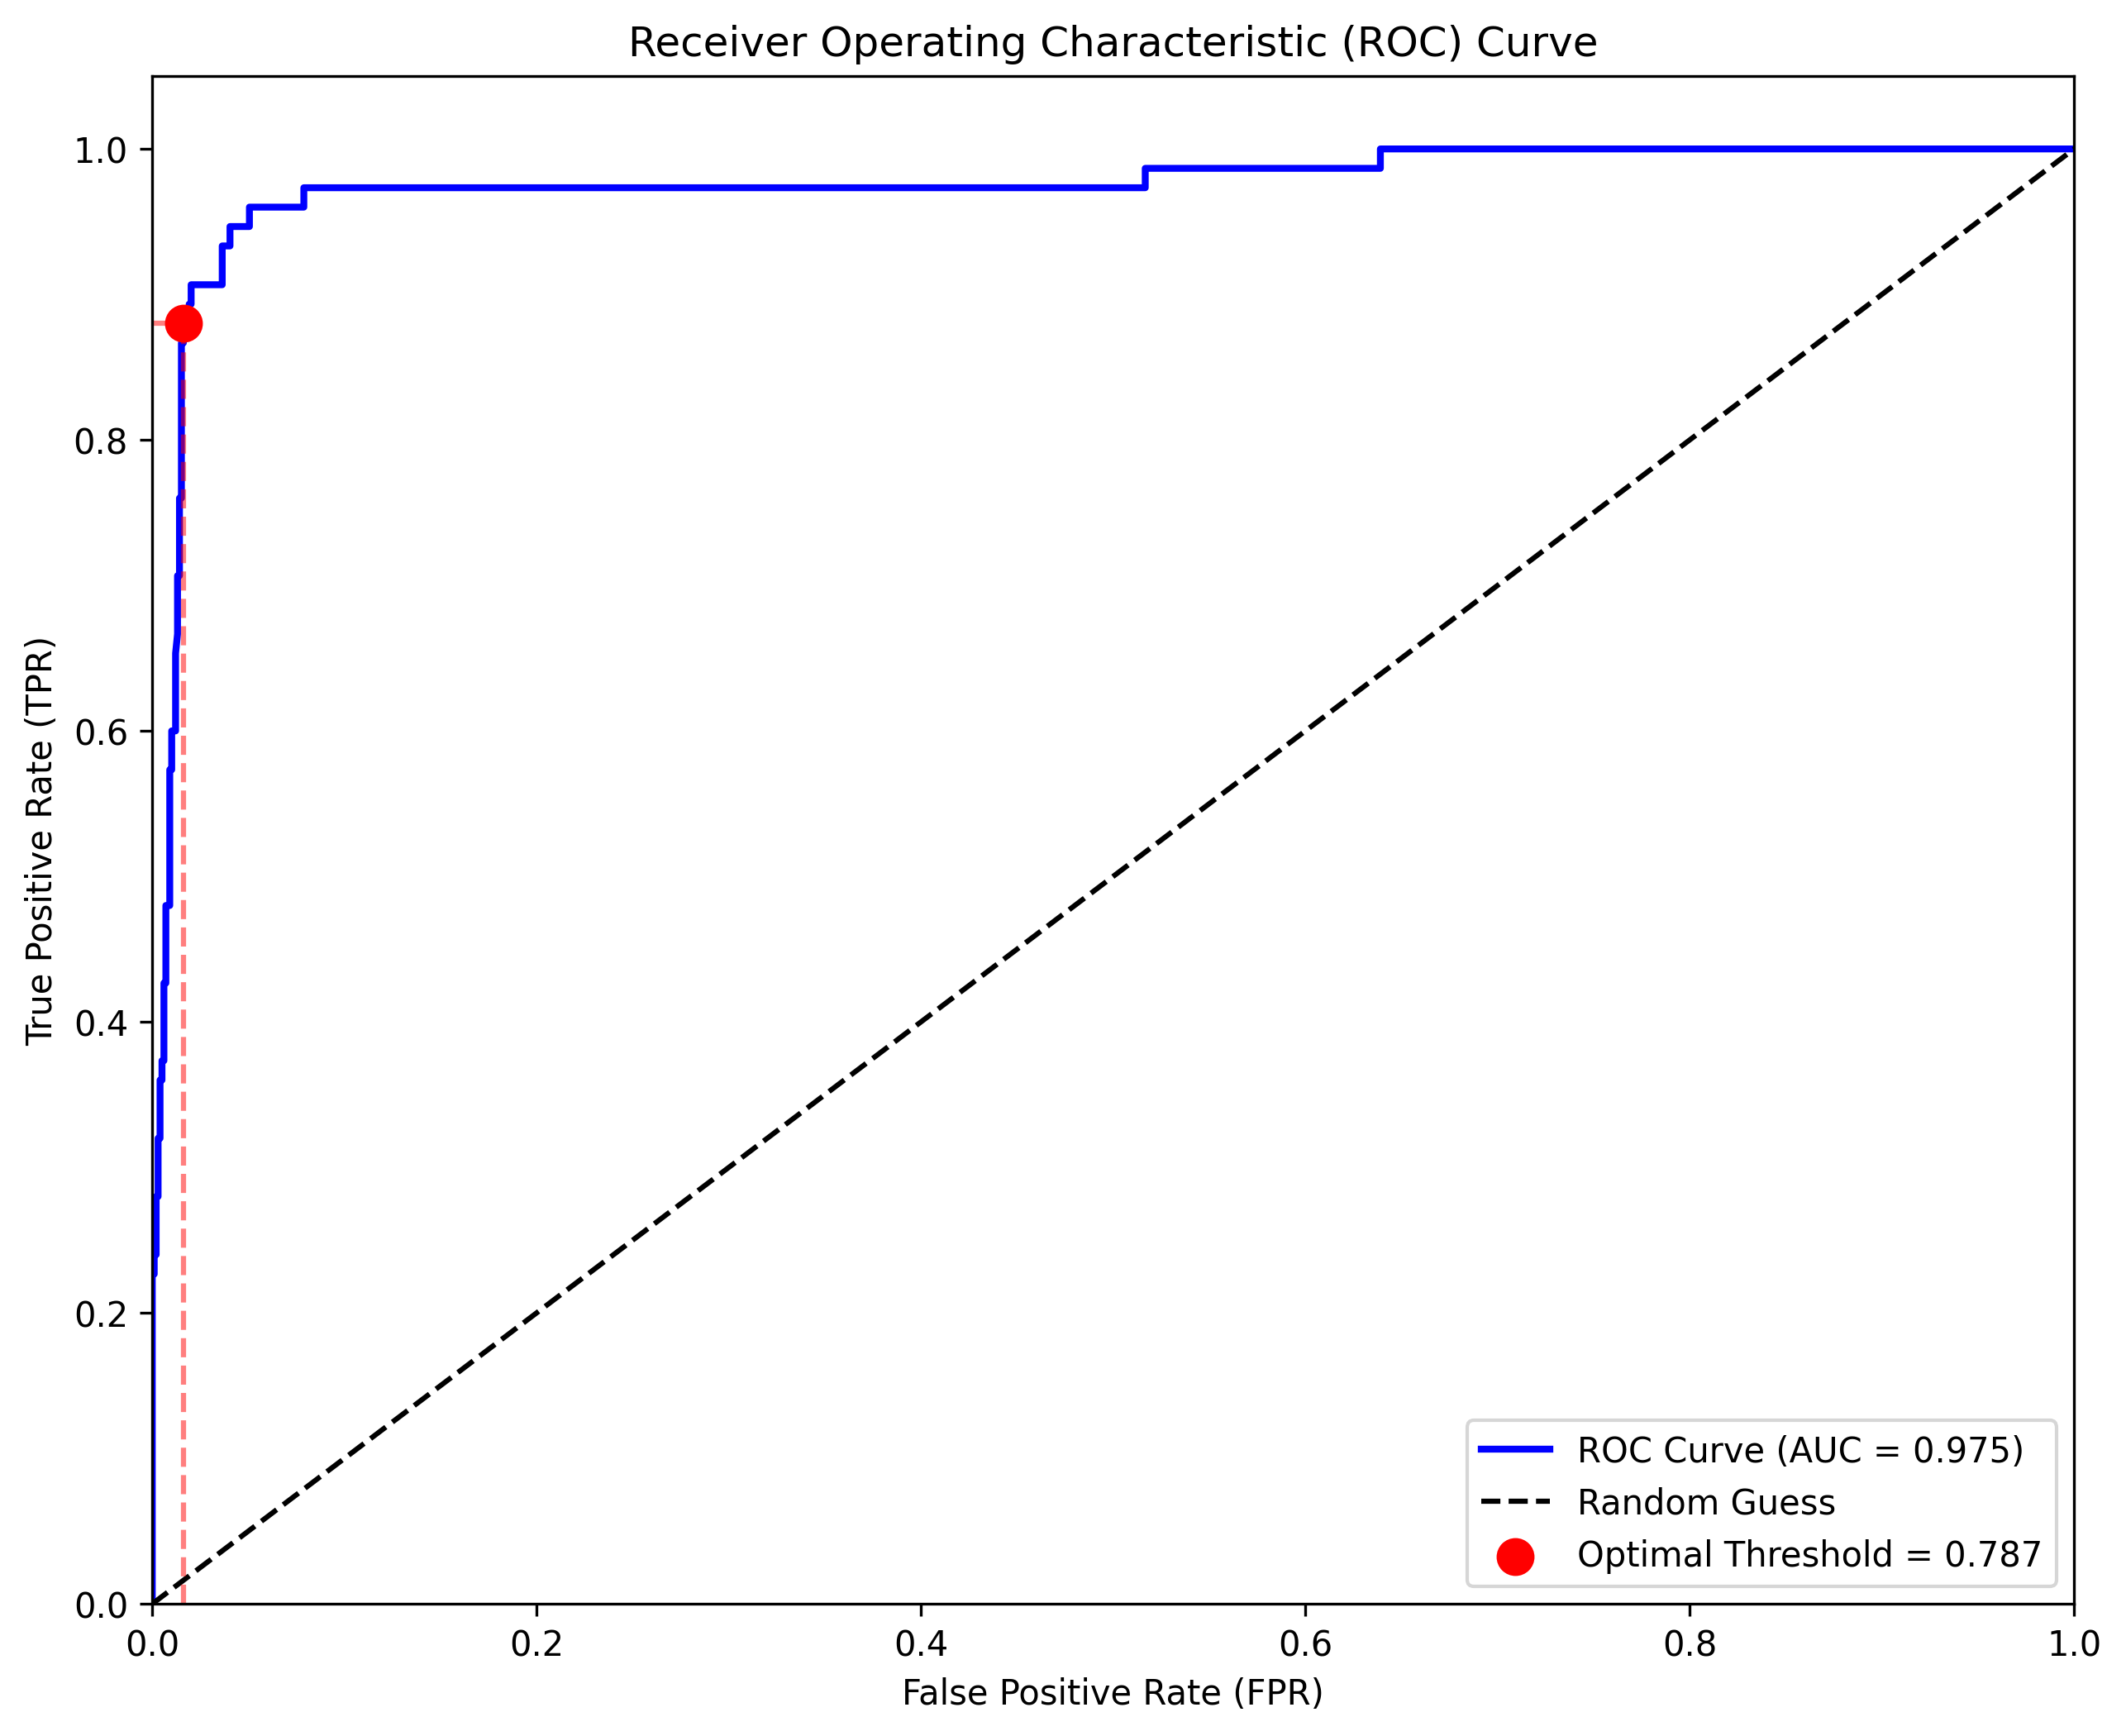 Receiver Operating Characteristic (ROC) Curve
1.0
0.8
0.6
0.4
0.2
0.0
True Positive Rate (TPR)
0.0 0.2 0.4 0.6 0.8 1.0
False Positive Rate (FPR)
ROC Curve (AUC = 0.975)
Random Guess
Optimal Threshold = 0.787